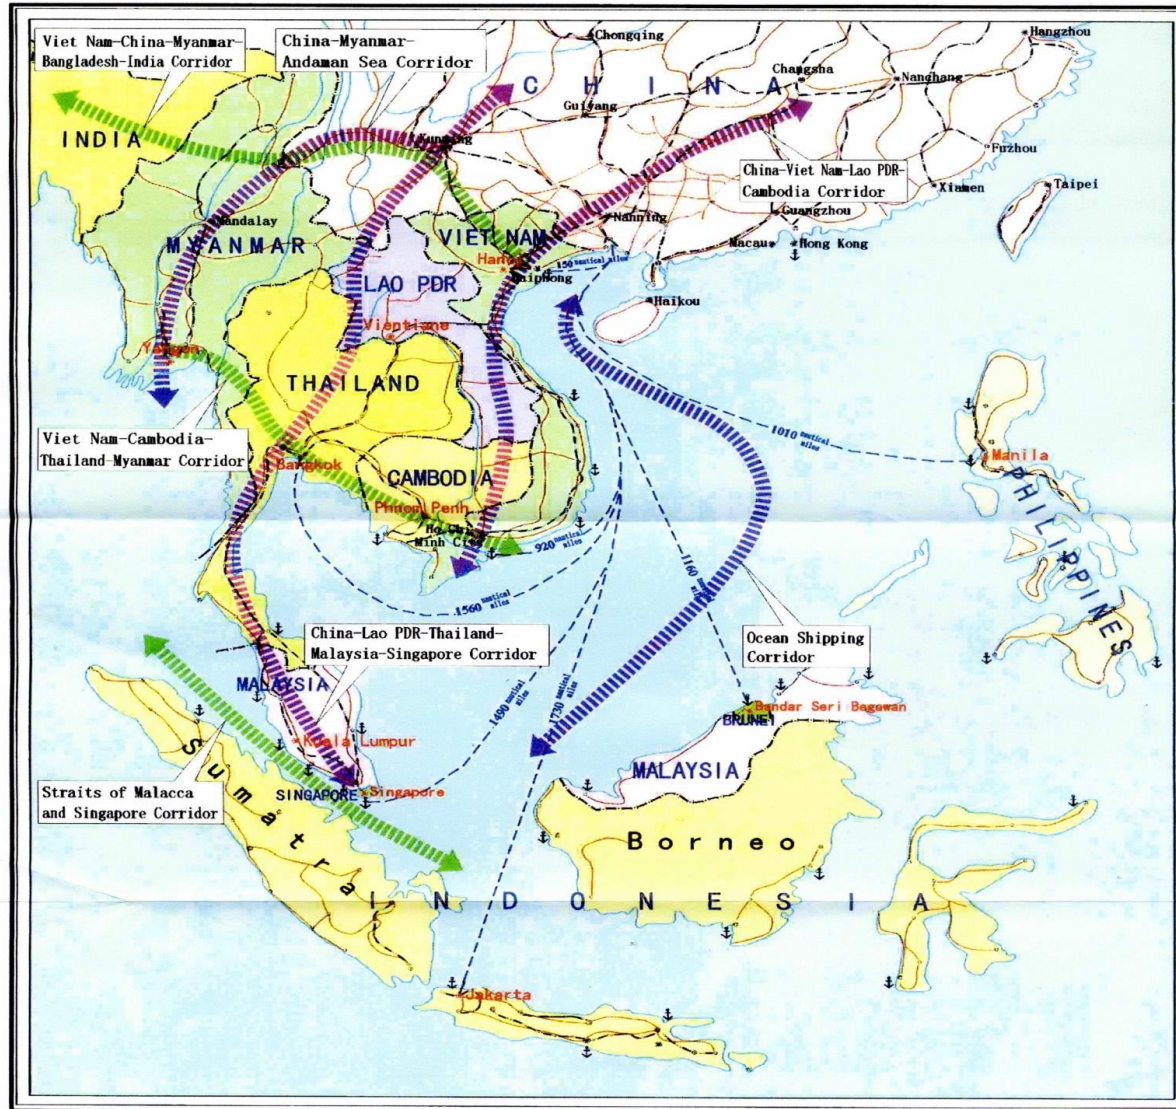 Viet Nam-China-Myanmar-
Bangladesh-India Corridor
China-Myanmar-
Andaman Sea Corridor
Chongqing
Hangzhou
CHINA
Changsha
Nanchang
Guiyang
INDIA
Kunming
Fuzhou
China-Viet Nam-Lao PDR-
Cambodia Corridor
Xiamen
Taipei
Mandalay
MYANMAR
VIET NAM
Nanning
Guangzhou
Macau
Hong Kong
Hanoi
Haiphong
150 nautical miles
LAO PDR
Haikou
Vientiane
Yangon
THAILAND
Viet Nam-Cambodia-
Thailand-Myanmar Corridor
1010 nautical
miles
Manila
Bangkok
CAMBODIA
PHILIPPINES
Phnom Penh
Ho Chi
Minh City
920 nautical
miles
1160 nautical
miles
1560 nautical
miles
China-Lao PDR-Thailand-
Malaysia-Singapore Corridor
Ocean Shipping
Corridor
MALAYSIA
1490 nautical
miles
1730 nautical
miles
Bandar Seri Begawan
BRUNEI
Kuala Lumpur
MALAYSIA
Straits of Malacca
and Singapore Corridor
SINGAPORE
Singapore
Sumatra
Borneo
INDONESIA
Jakarta